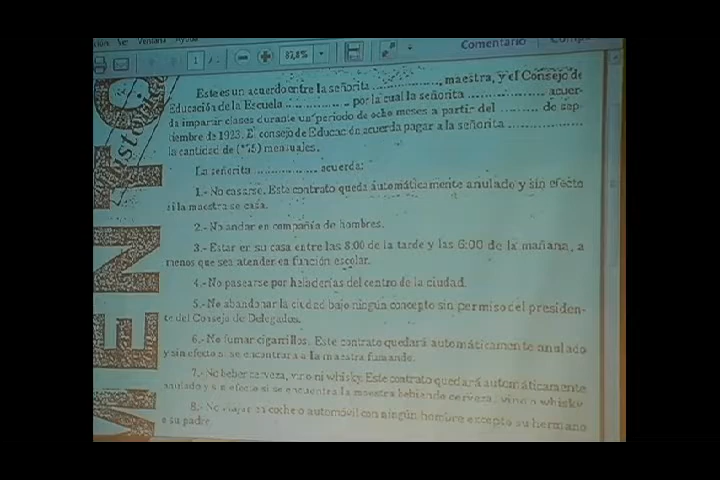 Ver Ventana Ayuda
1 / 1 87,8% Comentario
Este es un acuerdo entre la señorita ................, maestra, y el Consejo de
Educación de la Escuela ................ por la cual la señorita ............ acuer-
da impartir clases durante un período de ocho meses a partir del ......... de sep-
tiembre de 1923. El consejo de Educación acuerda pagar a la señorita ................
la cantidad de (*75) mensuales.
La señorita ................ acuerda:
1.- No casarse. Este contrato queda automáticamente anulado y sin efecto
si la maestra se casa.
2.- No andar en compañía de hombres.
3.- Estar en su casa entre las 8:00 de la tarde y las 6:00 de la mañana, a
menos que sea atender en función escolar.
4.- No pasearse por heladerías del centro de la ciudad.
5.- No abandonar la ciudad bajo ningún concepto sin permiso del presiden-
te del Consejo de Delegados.
6.- No fumar cigarrillos. Este contrato quedará automáticamente anulado
y sin efecto si se encontrara a la maestra fumando.
7.- No beber cerveza, vino ni whisky. Este contrato quedará automáticamente
anulado y sin efecto si se encuentra la maestra bebiendo cerveza, vino o whisky
8.- No viajar en coche o automóvil con ningún hombre excepto su hermano
o su padre.
MENTO